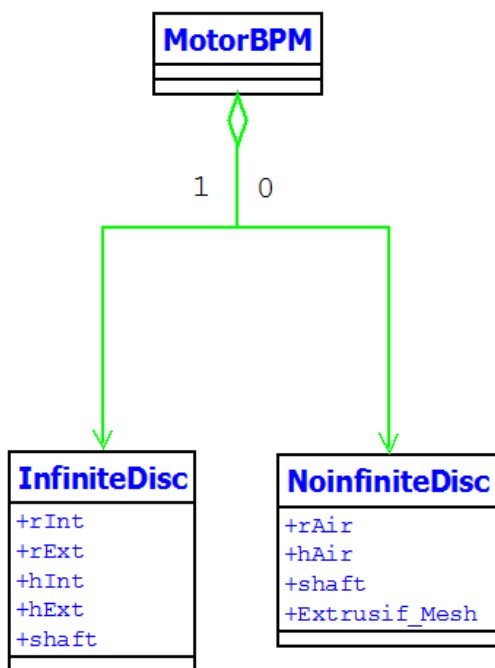 MotorBPM
1 0
InfiniteDisc
+rInt
+rExt
+hInt
+hExt
+shaft
NoinfiniteDisc
+rAir
+hAir
+shaft
+Extrusif_Mesh